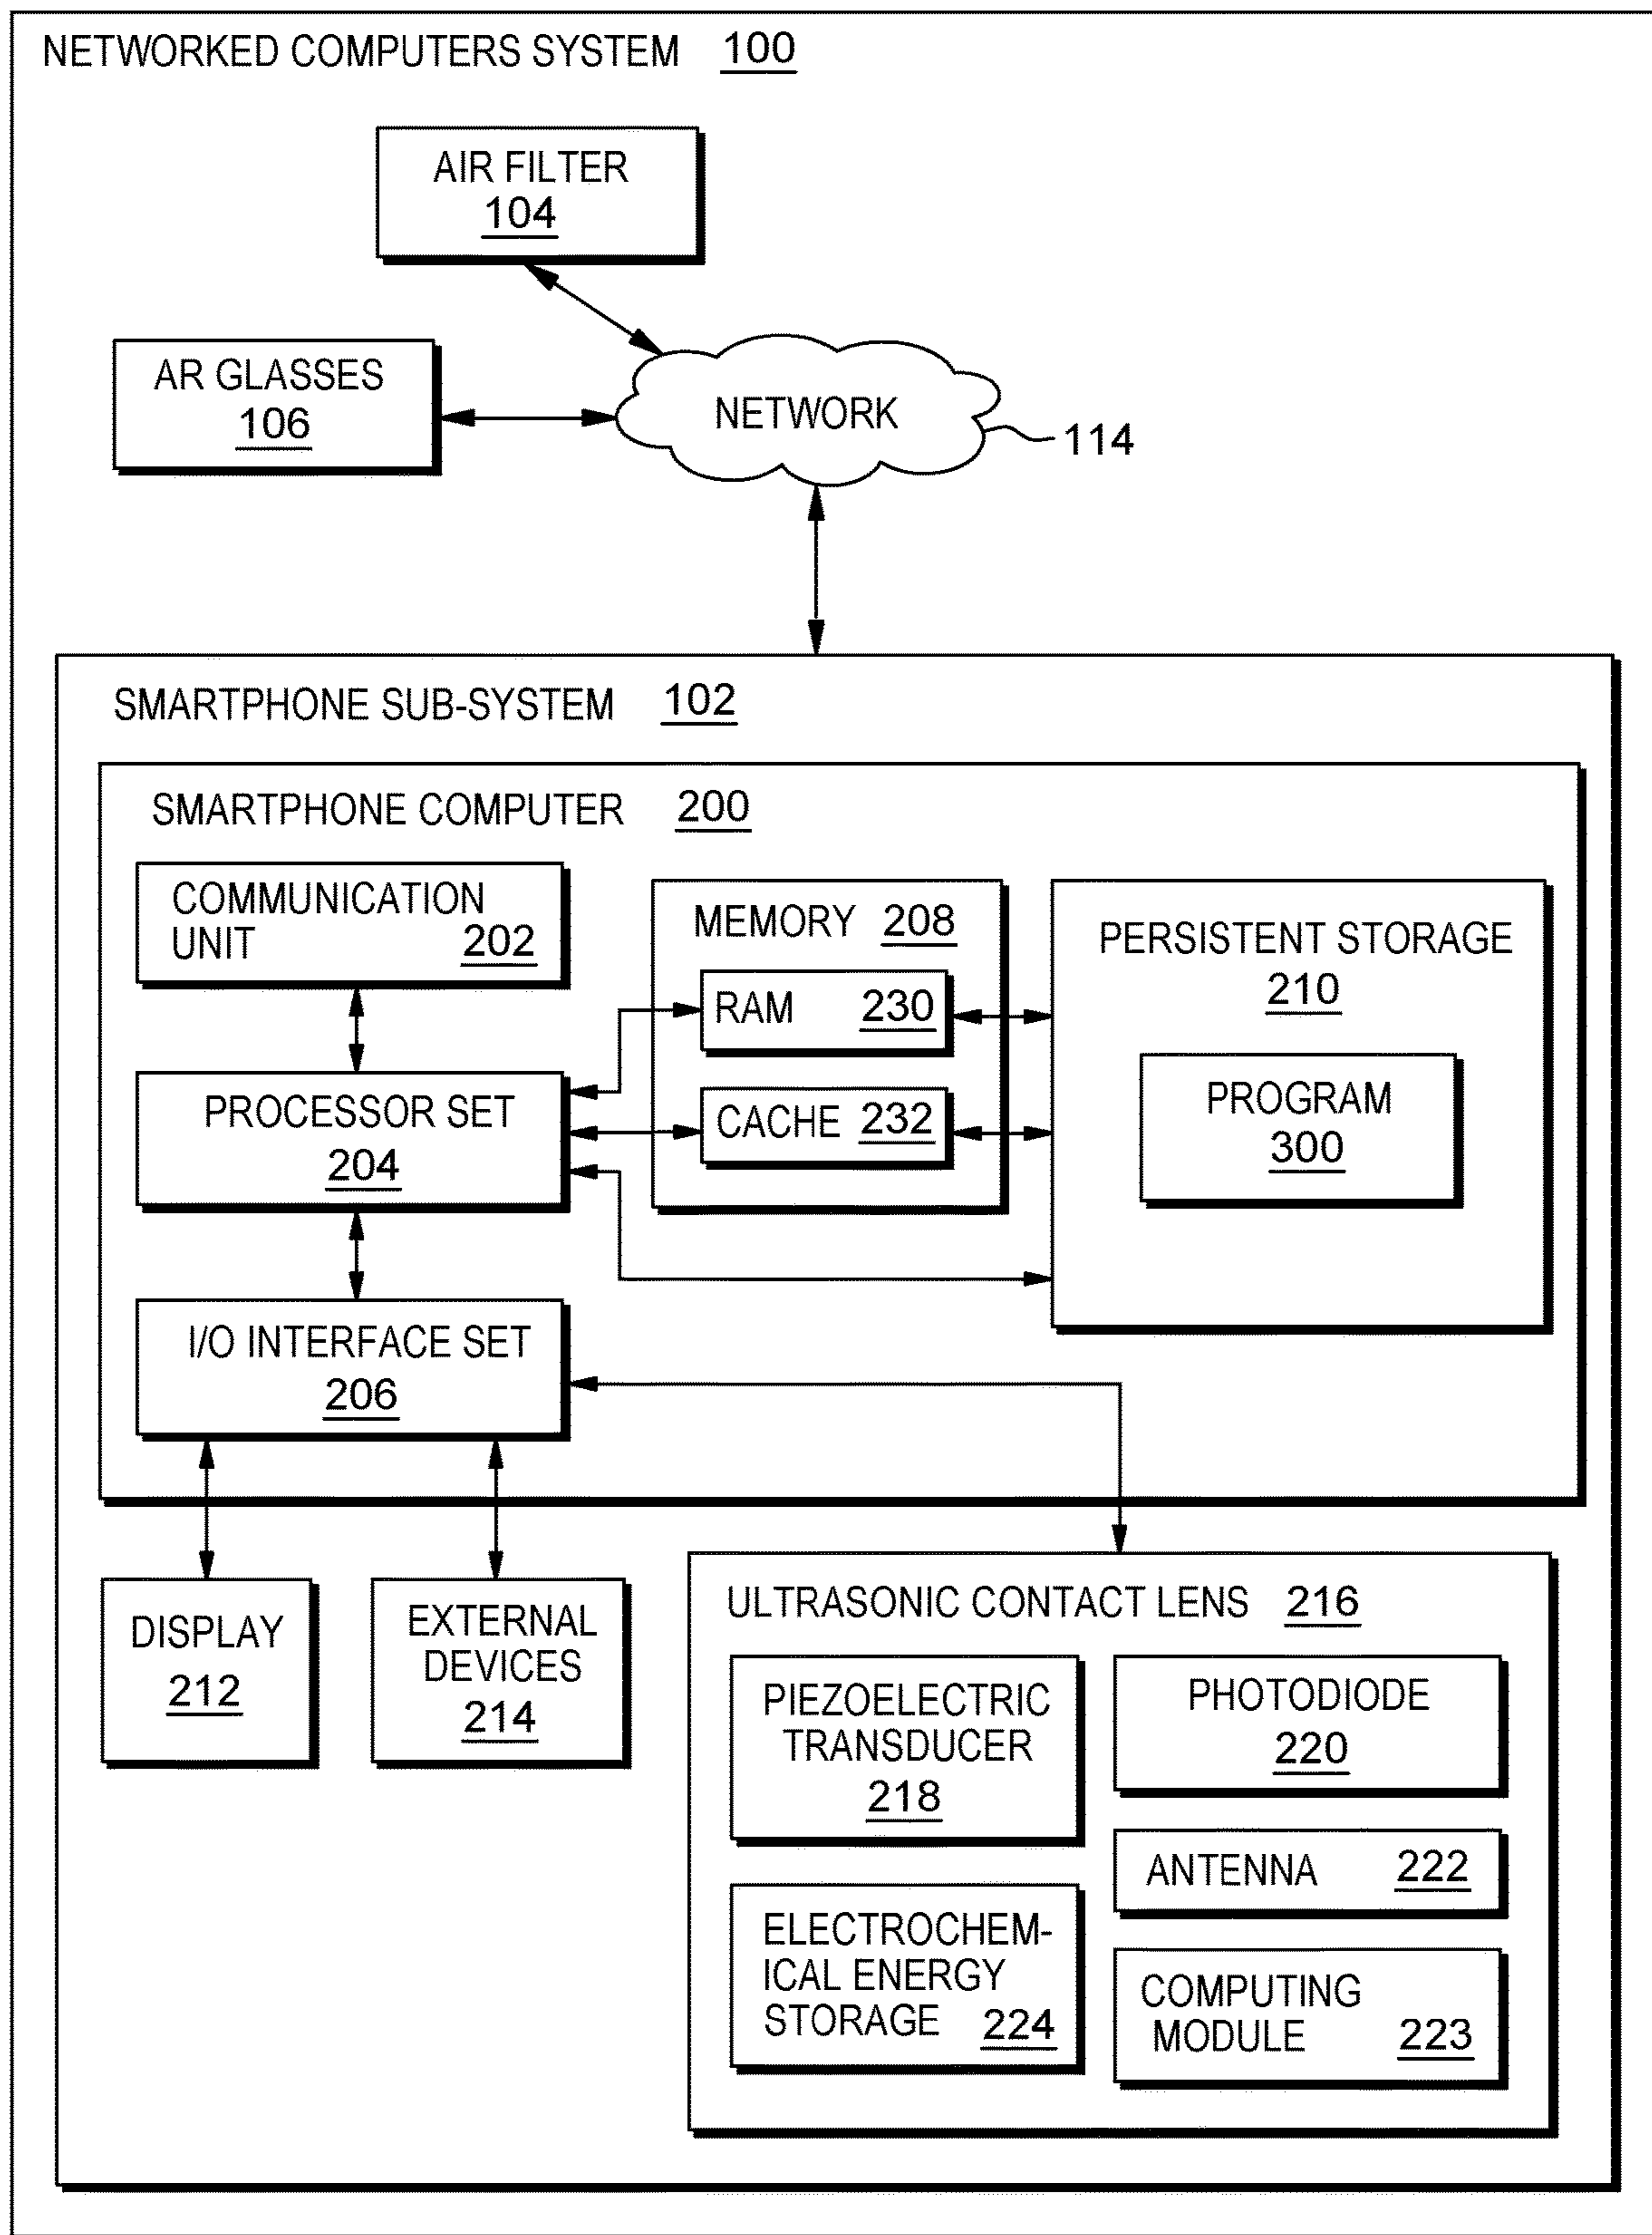 NETWORKED COMPUTERS SYSTEM 100
AIR FILTER
104
AR GLASSES
106
NETWORK
114
SMARTPHONE SUB-SYSTEM 102
SMARTPHONE COMPUTER 200
COMMUNICATION
UNIT 202
MEMORY 208
RAM 230
CACHE 232
PERSISTENT STORAGE
210
PROGRAM
300
PROCESSOR SET
204
I/O INTERFACE SET
206
DISPLAY
212
EXTERNAL
DEVICES
214
ULTRASONIC CONTACT LENS 216
PIEZOELECTRIC
TRANSDUCER
218
PHOTODIODE
220
ANTENNA 222
ELECTROCHEM-
ICAL ENERGY
STORAGE 224
COMPUTING
MODULE 223